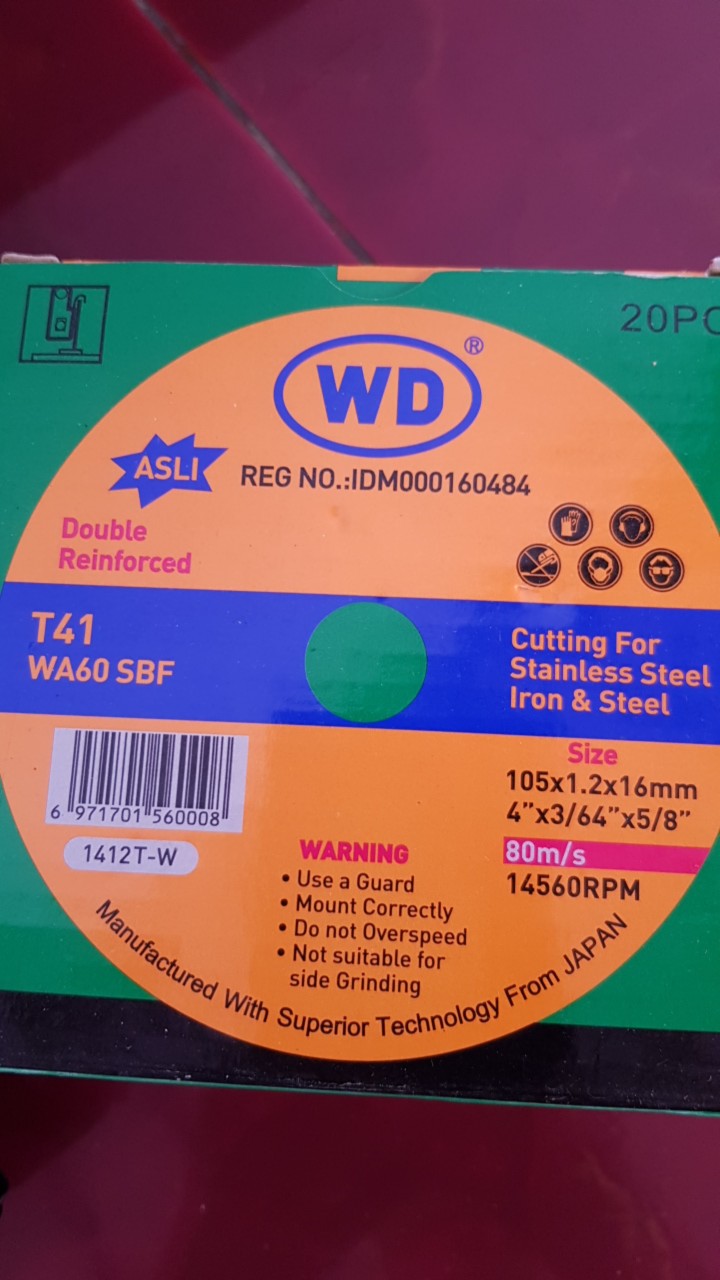 20PC
WD®
ASLI
REG NO.:IDM000160484
Double
Reinforced
T41
WA60 SBF
Cutting For
Stainless Steel
Iron & Steel
Size
105x1.2x16mm
4”x3/64”x5/8”
80m/s
14560RPM
6 971701 560008
1412T-W
WARNING
• Use a Guard
• Mount Correctly
• Do not Overspeed
• Not suitable for
side Grinding
Manufactured With Superior Technology From JAPAN